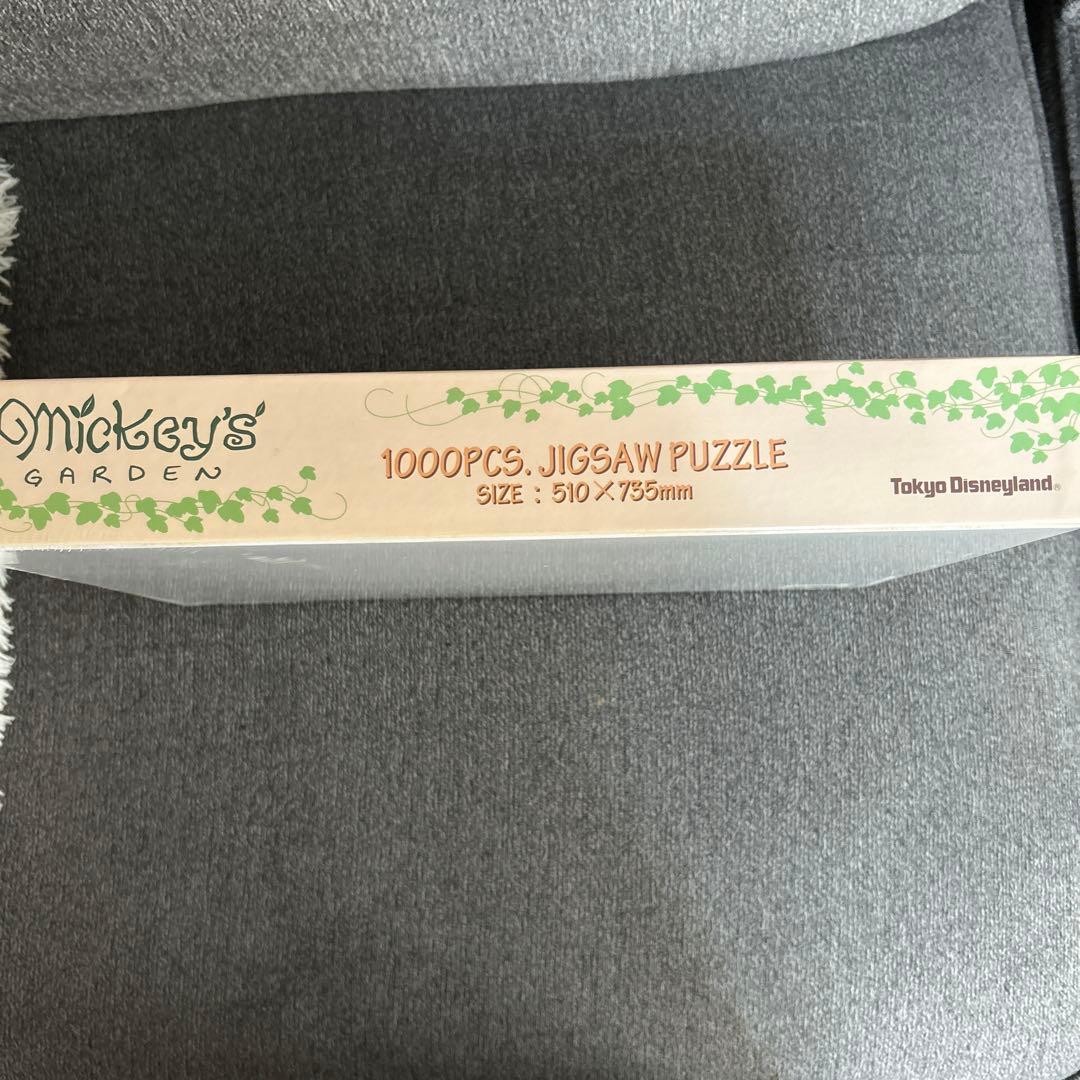 Mickey's
GARDEN
1000PCS. JIGSAW PUZZLE
SIZE : 510×735mm
Tokyo Disneyland®